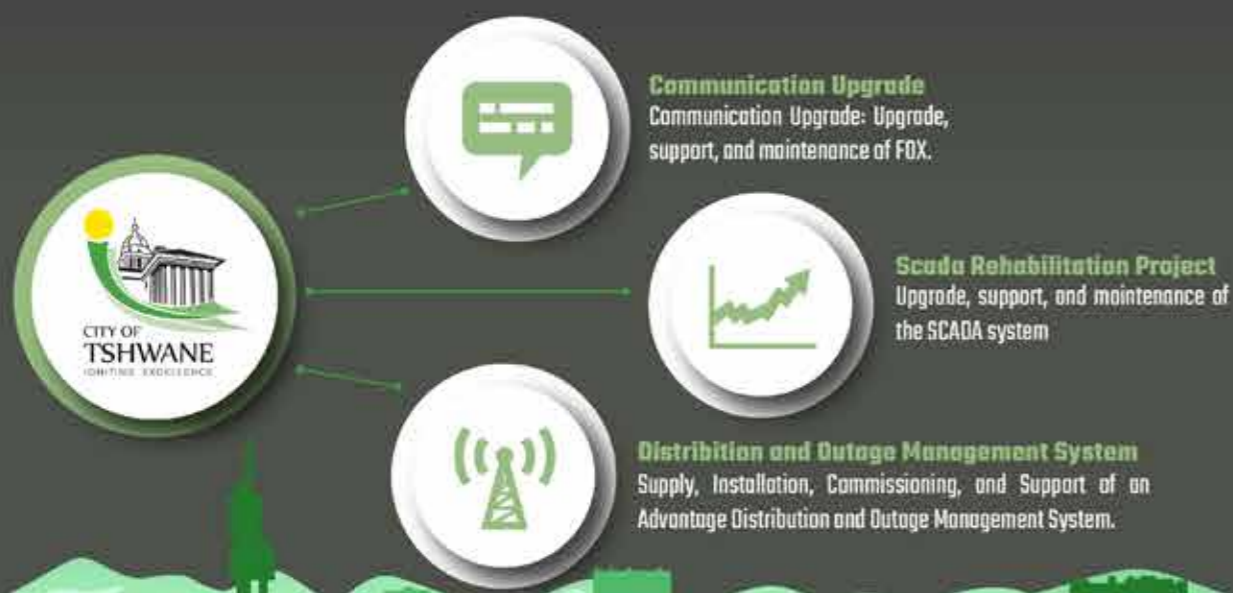 Communication Upgrade
Communication Upgrade: Upgrade,
support, and maintenance of FOX.
CITY OF
TSHWANE
IGNITING EXCELLENCE
Scada Rehabilitation Project
Upgrade, support, and maintenance of
the SCADA system
Distribition and Outage Management System
Supply, Installation, Commissioning, and Support of an
Advantage Distribution and Outage Management System.